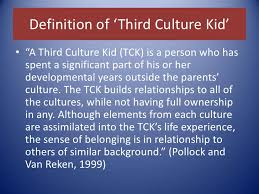 Definition of ‘Third Culture Kid’
• “A Third Culture Kid (TCK) is a person who has
spent a significant part of his or her
developmental years outside the parents’
culture. The TCK builds relationships to all of
the cultures, while not having full ownership
in any. Although elements from each culture
are assimilated into the TCK’s life experience,
the sense of belonging is in relationship to
others of similar background.” (Pollock and
Van Reken, 1999)